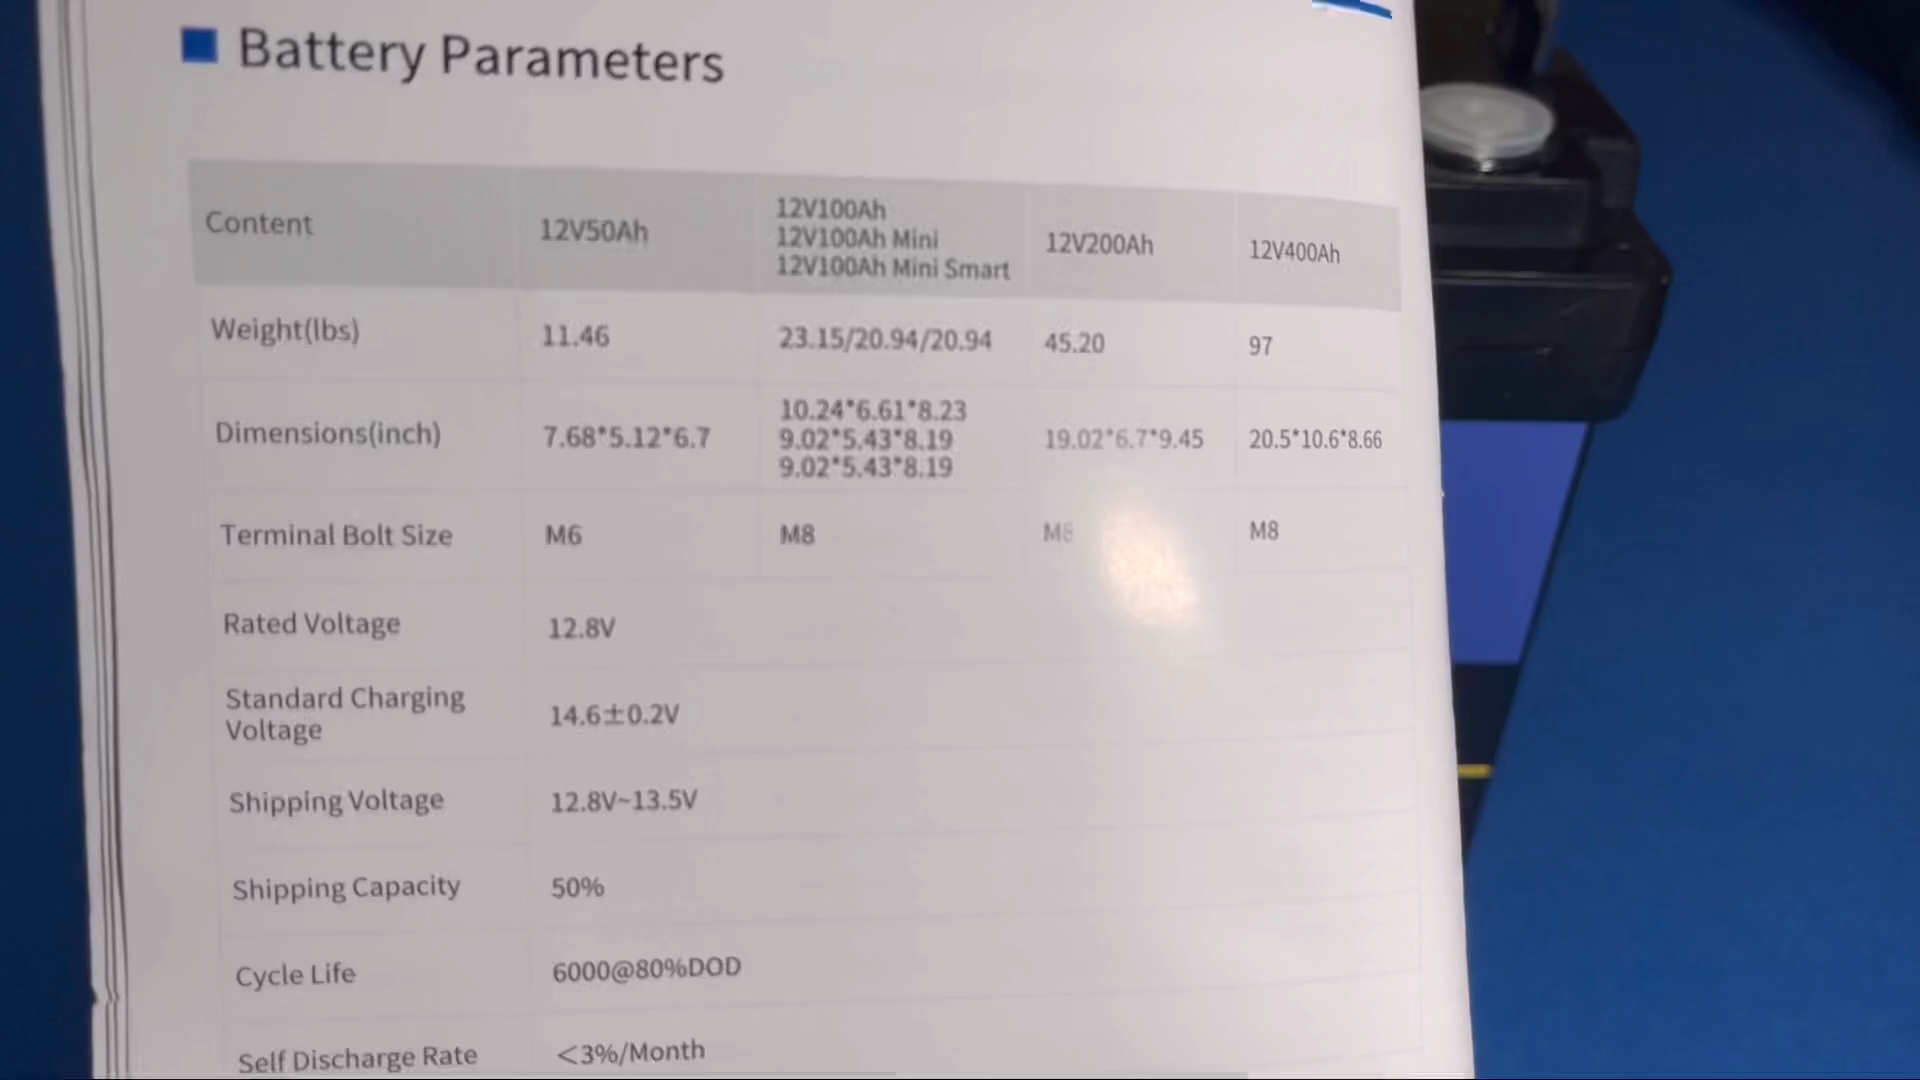 Battery Parameters
Content 12V50Ah 12V100Ah 12V200Ah 12V400Ah
12V100Ah Mini
12V100Ah Mini Smart
Weight(lbs) 11.46 23.15/20.94/20.94 45.20 97
Dimensions(inch) 7.68*5.12*6.7 10.24*6.61*8.23 19.02*6.7*9.45 20.5*10.6*8.66
9.02*5.43*8.19
9.02*5.43*8.19
Terminal Bolt Size M6 M8 M8 M8
Rated Voltage 12.8V
Standard Charging
Voltage 14.6±0.2V
Shipping Voltage 12.8V~13.5V
Shipping Capacity 50%
Cycle Life 6000@80%DOD
Self Discharge Rate <3%/Month